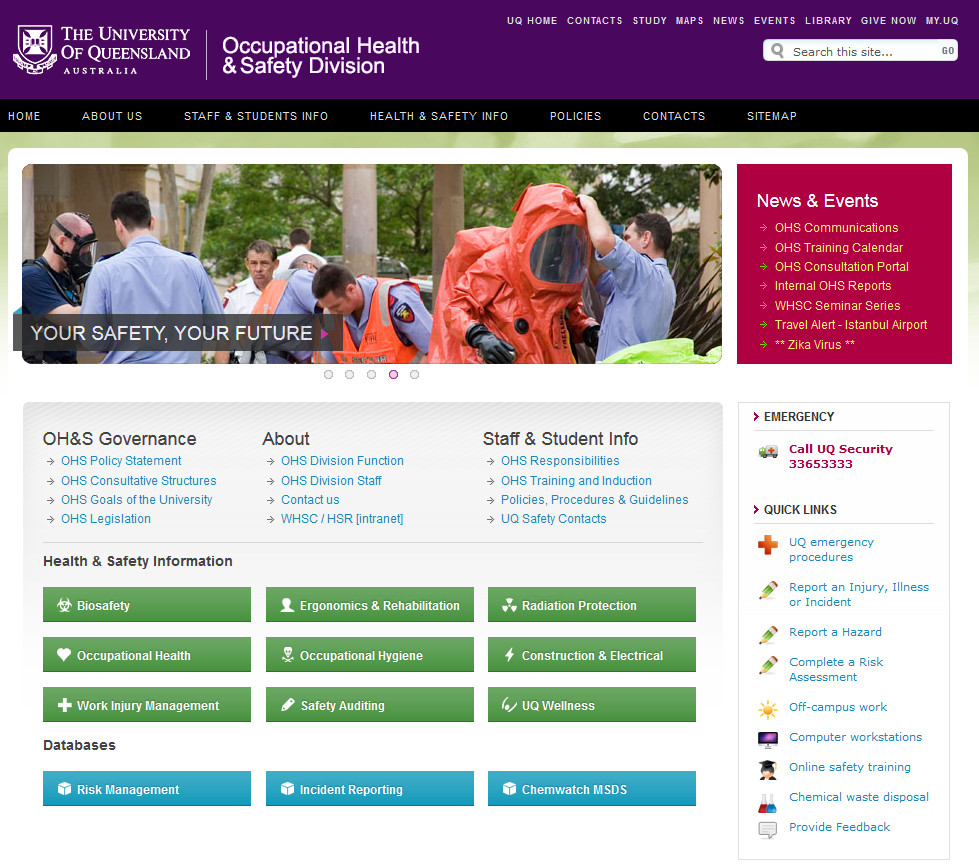 UQ HOME CONTACTS STUDY MAPS NEWS EVENTS LIBRARY GIVE NOW MY.UQ
THE UNIVERSITY
OF QUEENSLAND
AUSTRALIA
Occupational Health
& Safety Division
Search this site... GO
HOME ABOUT US STAFF & STUDENTS INFO HEALTH & SAFETY INFO POLICIES CONTACTS SITEMAP
YOUR SAFETY, YOUR FUTURE
News & Events
OHS Communications
OHS Training Calendar
OHS Consultation Portal
Internal OHS Reports
WHSC Seminar Series
Travel Alert - Istanbul Airport
** Zika Virus **
OH&S Governance
OHS Policy Statement
OHS Consultative Structures
OHS Goals of the University
OHS Legislation
About
OHS Division Function
OHS Division Staff
Contact us
WHSC / HSR [intranet]
Staff & Student Info
OHS Responsibilities
OHS Training and Induction
Policies, Procedures & Guidelines
UQ Safety Contacts
Health & Safety Information
Biosafety
Ergonomics & Rehabilitation
Radiation Protection
Occupational Health
Occupational Hygiene
Construction & Electrical
Work Injury Management
Safety Auditing
UQ Wellness
Databases
Risk Management
Incident Reporting
Chemwatch MSDS
EMERGENCY
Call UQ Security
33653333
QUICK LINKS
UQ emergency
procedures
Report an Injury, Illness
or Incident
Report a Hazard
Complete a Risk
Assessment
Off-campus work
Computer workstations
Online safety training
Chemical waste disposal
Provide Feedback